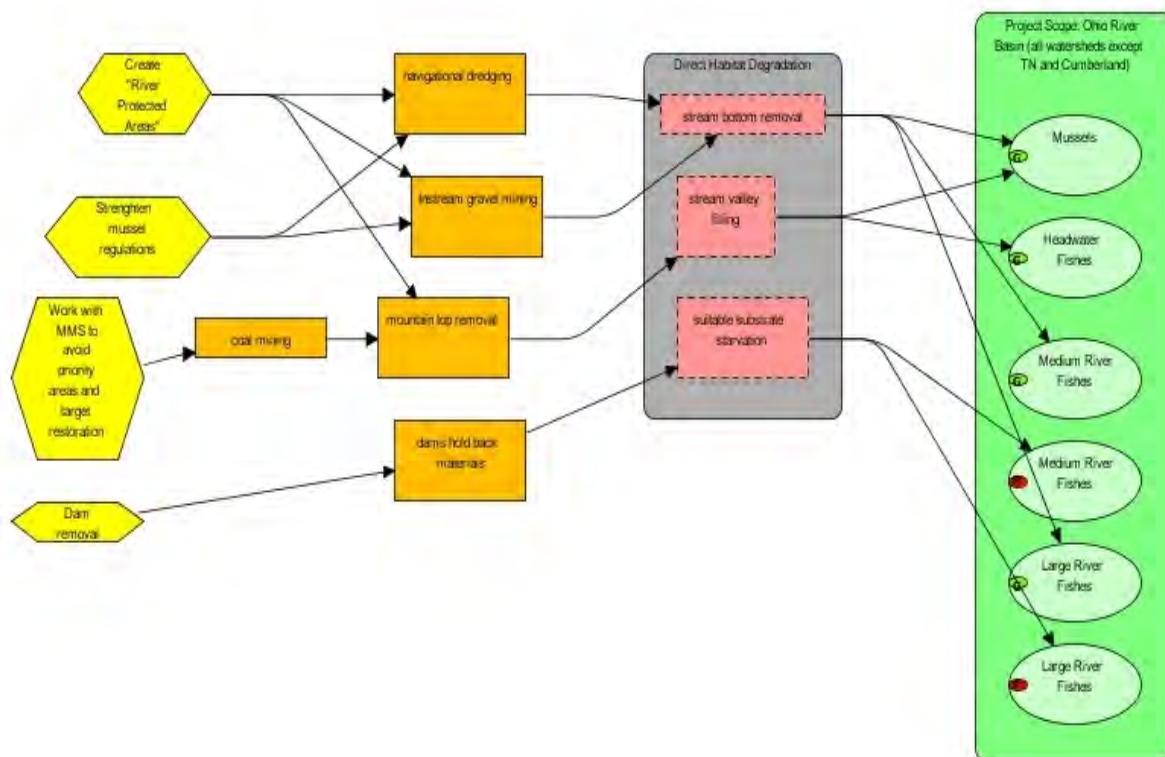 Project Scope: Ohio River
Basin (all watersheds except
TN and Cumberland)
Create
"River
Protected
Areas"
navigational dredging
Direct Habitat Degradation
stream bottom removal
Mussels
G
Strenghten
mussel
regulations
instream gravel mining
stream valley
filling
Headwater
Fishes
G
Work with
MMS to
avoid
priority
areas and
target
restoration
coal mining
mountain top removal
suitable substrate
starvation
Medium River
Fishes
G
dams hold back
materials
Medium River
Fishes
Dam
removal
Large River
Fishes
G
Large River
Fishes